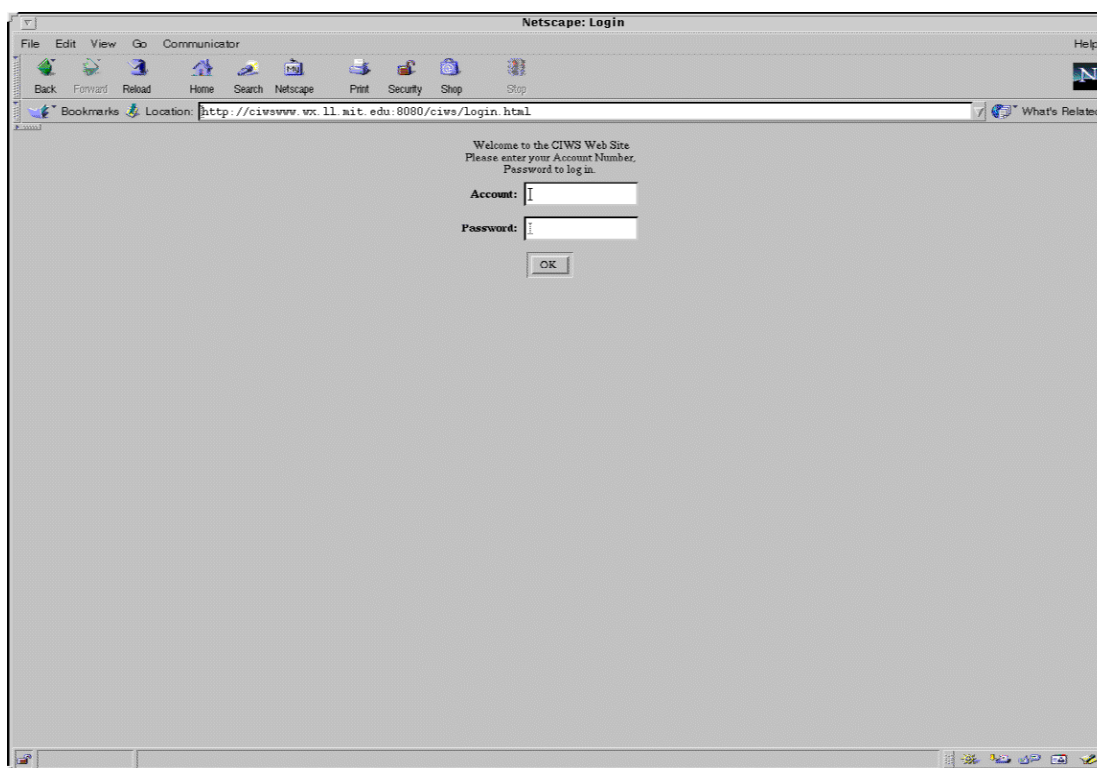 Netscape: Login
File Edit View Go Communicator Help
Back Forward Reload Home Search Netscape Print Security Shop Stop
Bookmarks Location: http://ciwswww.wx.ll.mit.edu:8080/ciws/login.html What's Related
Welcome to the CIWS Web Site
Please enter your Account Number,
Password to log in.
Account:
Password:
OK